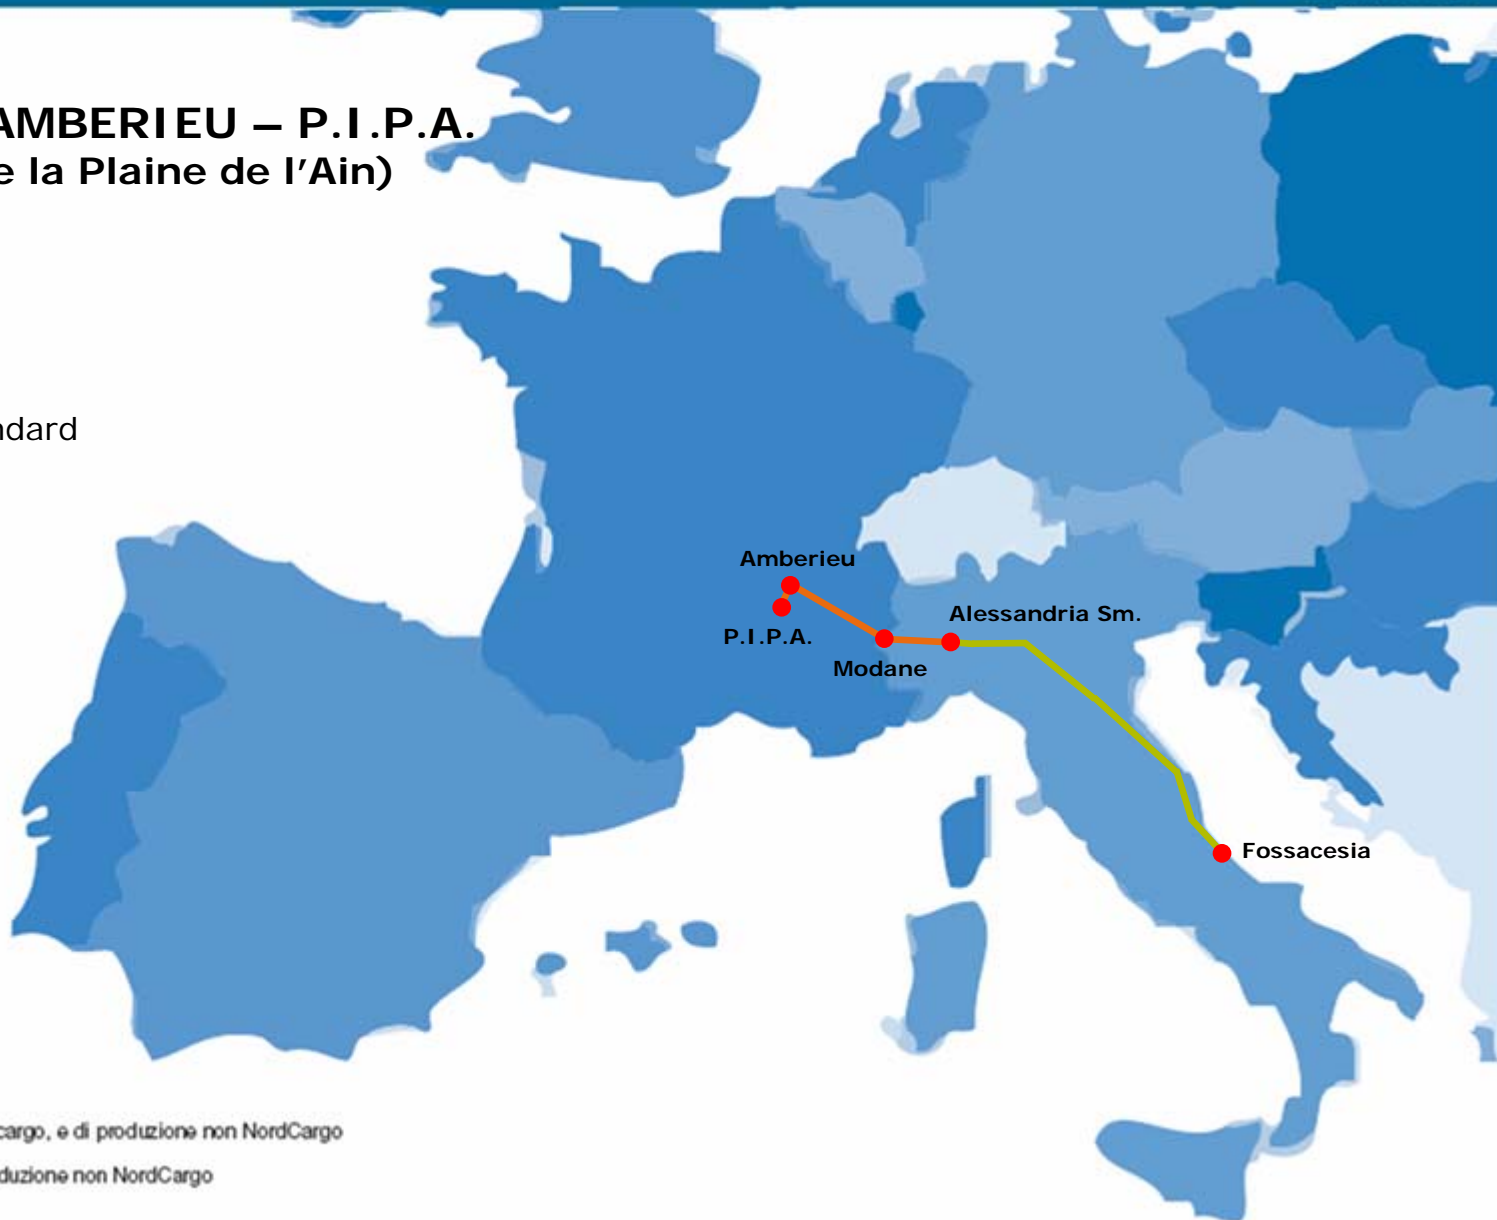 AMBERIEU – P.I.P.A.
e la Plaine de l'Ain)
ndard
Amberieu
Alessandria Sm.
P.I.P.A.
Modane
Fossacesia
cargo, e di produzione non NordCargo
duzione non NordCargo